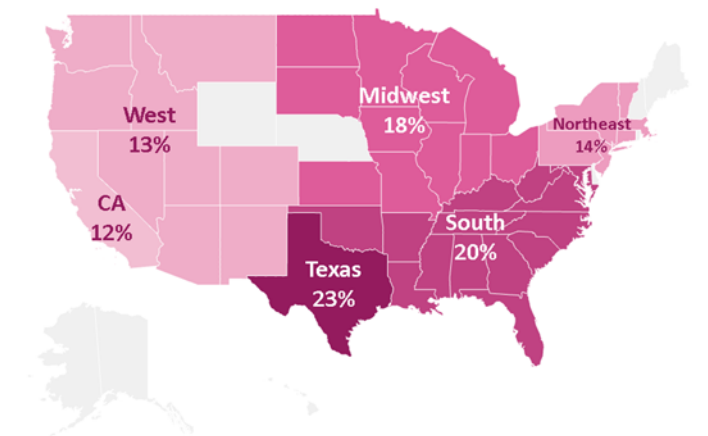 Midwest
18%
West
13%
Northeast
14%
CA
12%
South
20%
Texas
23%